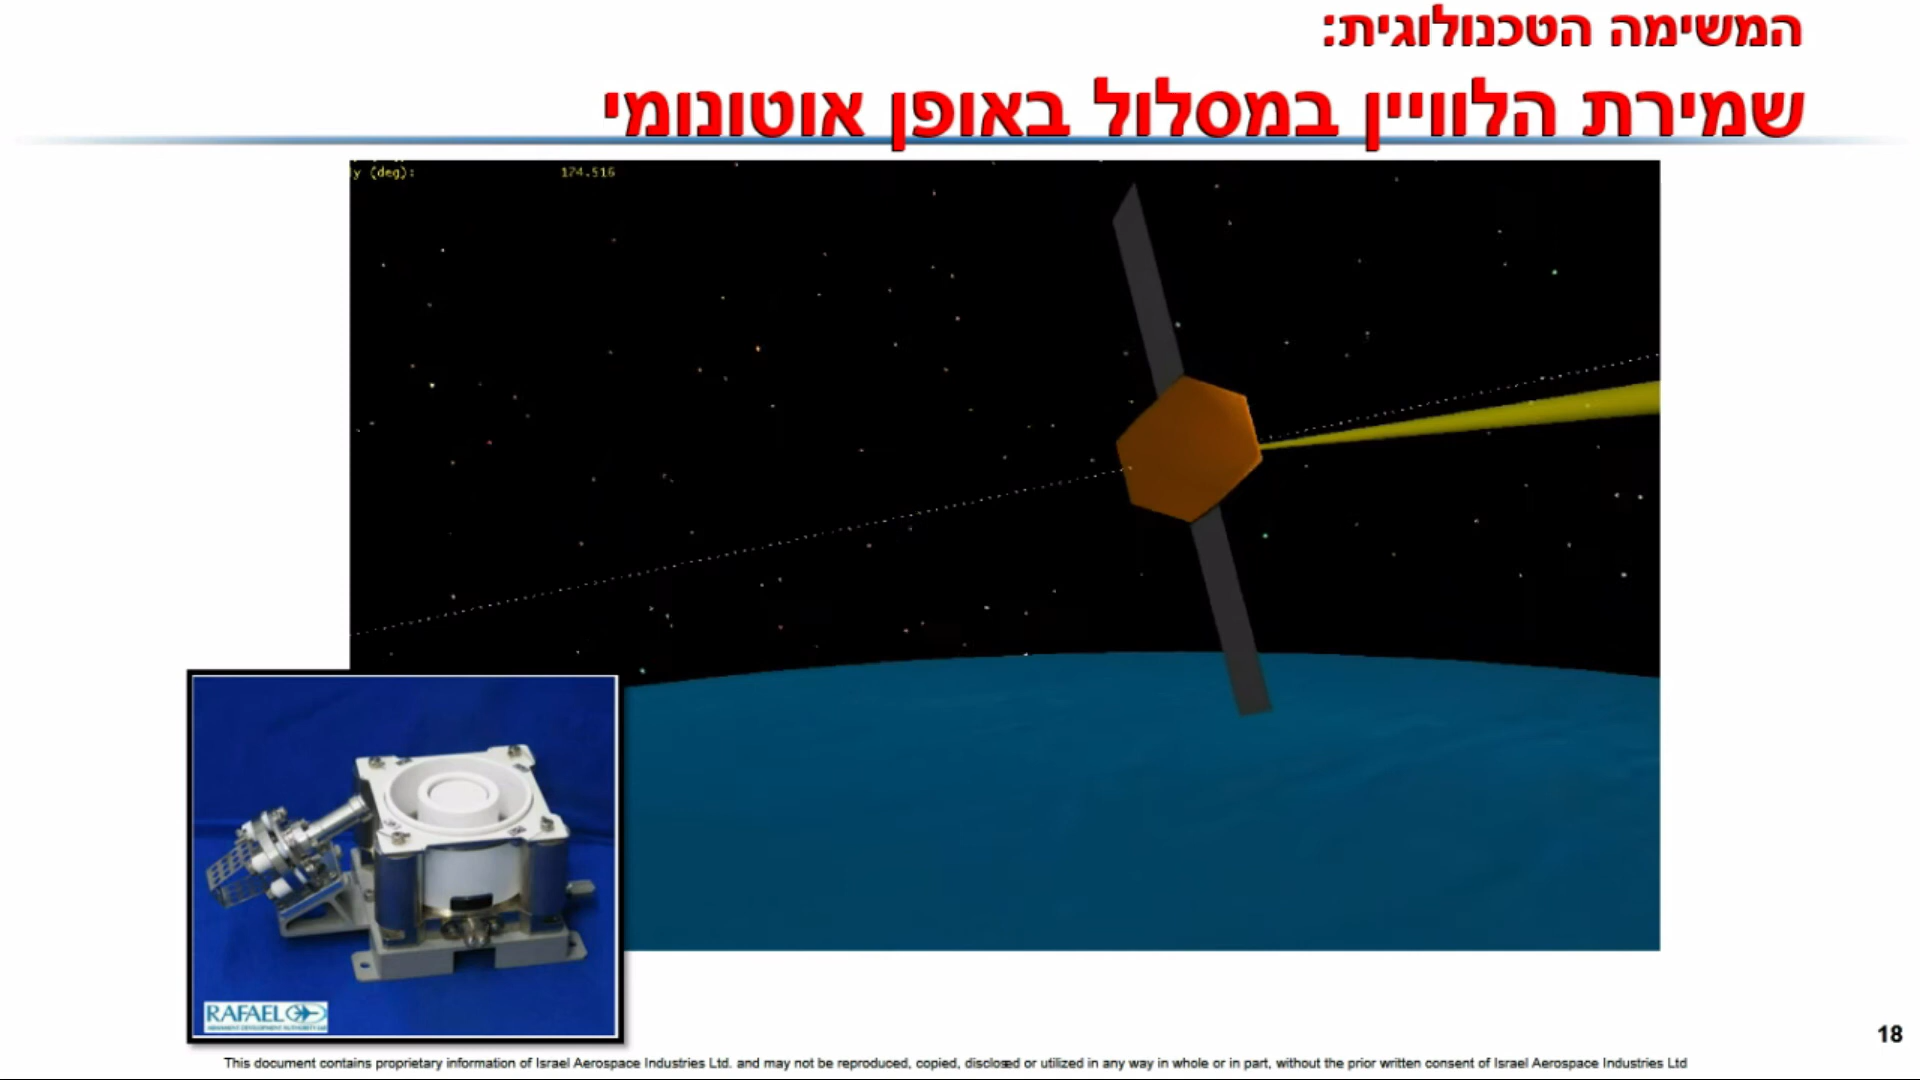 המשימה הטכנולוגית:
שמירת הלוויין במסלול באופן אוטונומי
y (deg): 174.516
RAFAEL
18
This document contains proprietary information of Israel Aerospace Industries Ltd. and may not be reproduced, copied, disclosed or utilized in any way in whole or in part, without the prior written consent of Israel Aerospace Industries Ltd